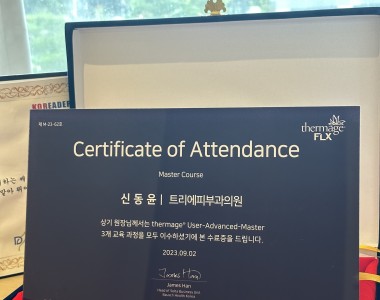 KOREADER
thermage
FLX
Certificate of Attendance
Master Course
신동윤 | 트리에피부과의원
상기 원장님께서는 thermage® User-Advanced-Master
3개 교육 과정을 모두 이수하셨기에 본 수료증을 드립니다.
2023.09.02
James Han
James Han